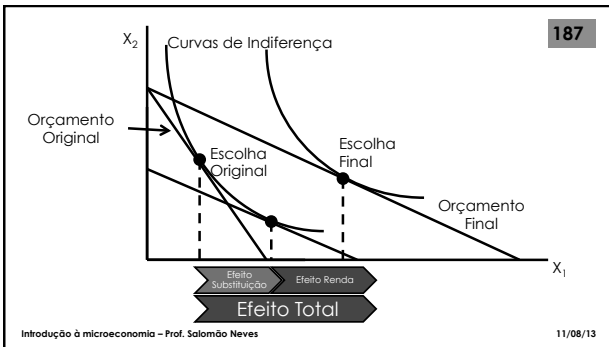 187
X2
Curvas de Indiferença
Orçamento
Original
Escolha
Original
Escolha
Final
Orçamento
Final
X1
Efeito
Substituição
Efeito Renda
Efeito Total
Introdução à microeconomia – Prof. Salomão Neves
11/08/13